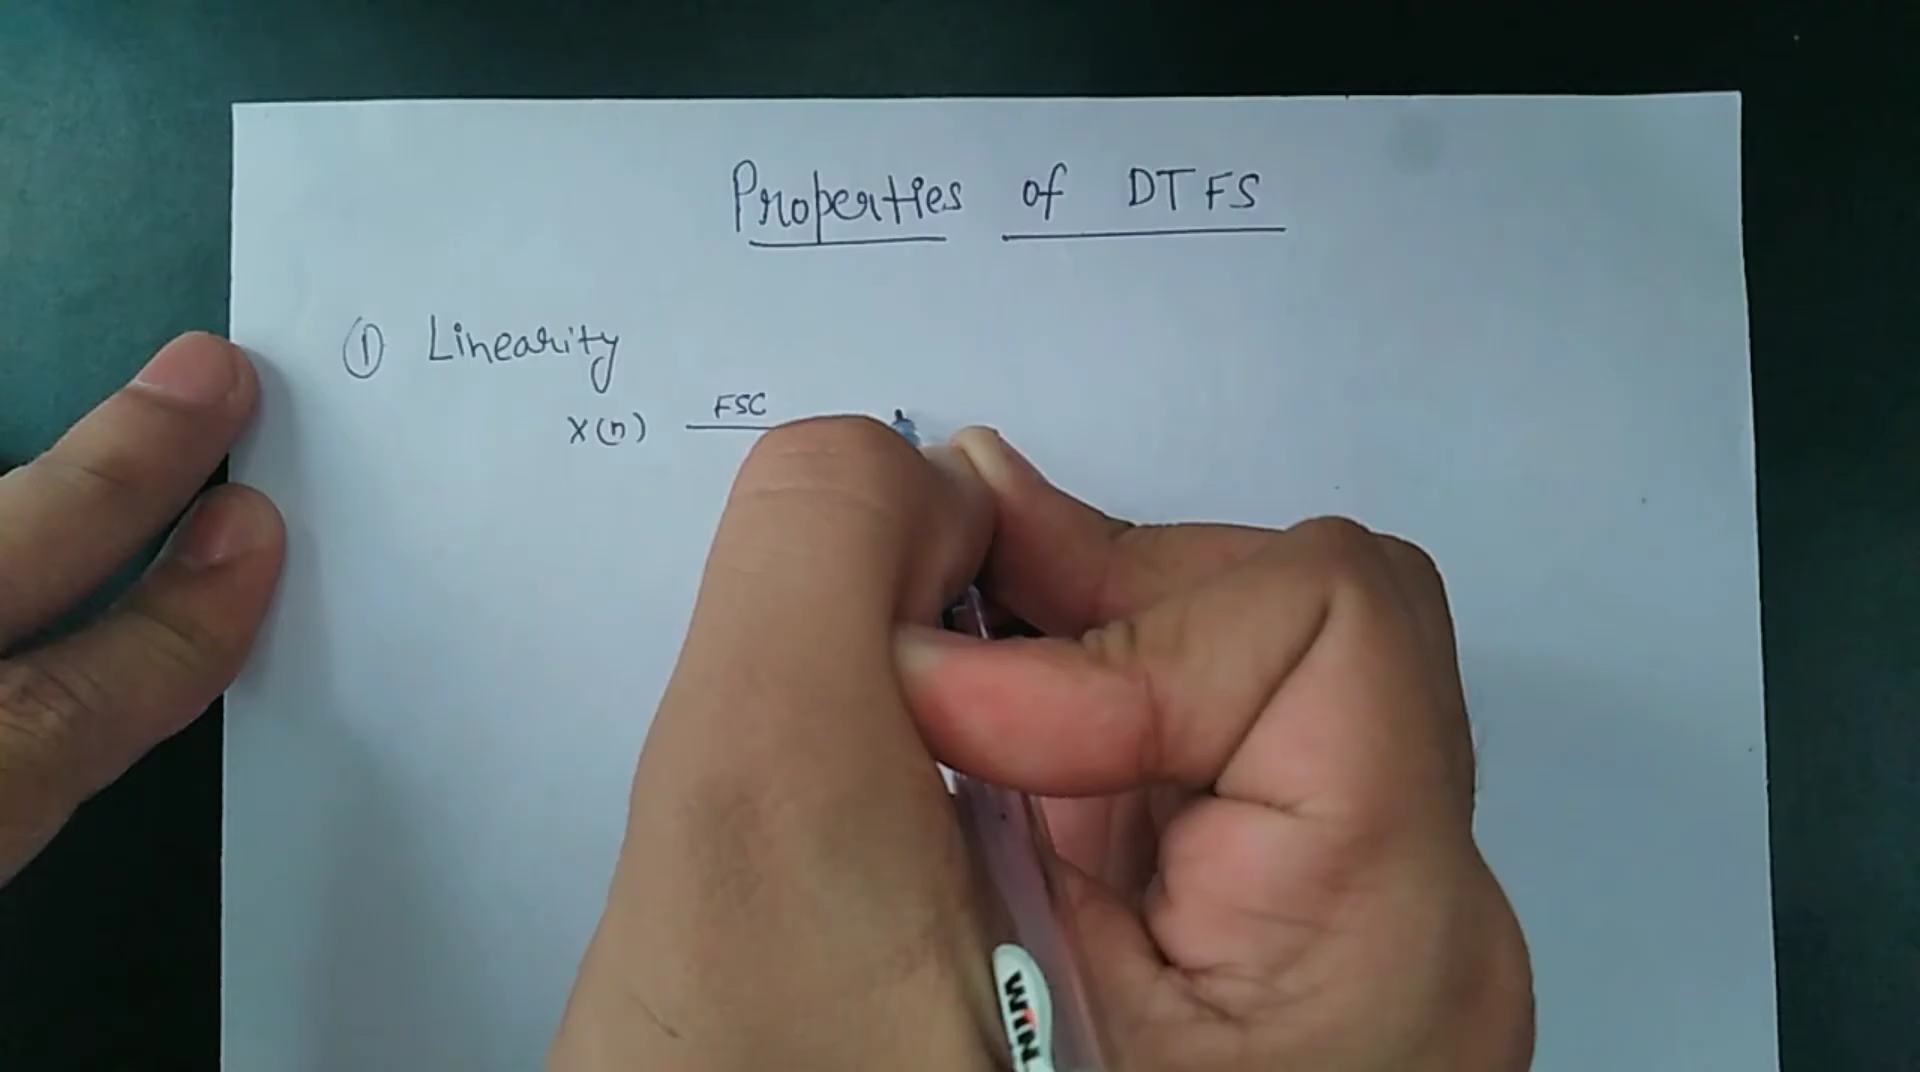 Properties of DTFS
① Linearity
FSC
x(n)
WIN